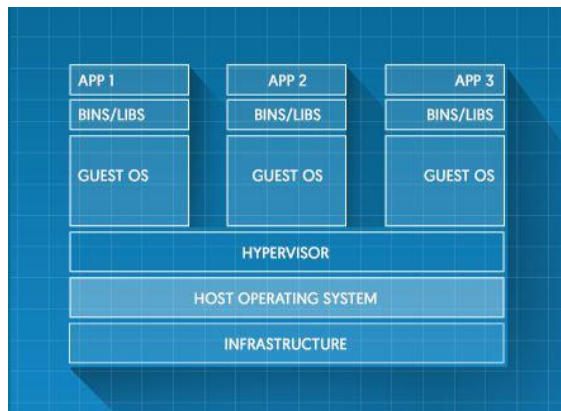 APP 1 APP 2 APP 3
BINS/LIBS BINS/LIBS BINS/LIBS
GUEST OS GUEST OS GUEST OS
HYPERVISOR
HOST OPERATING SYSTEM
INFRASTRUCTURE